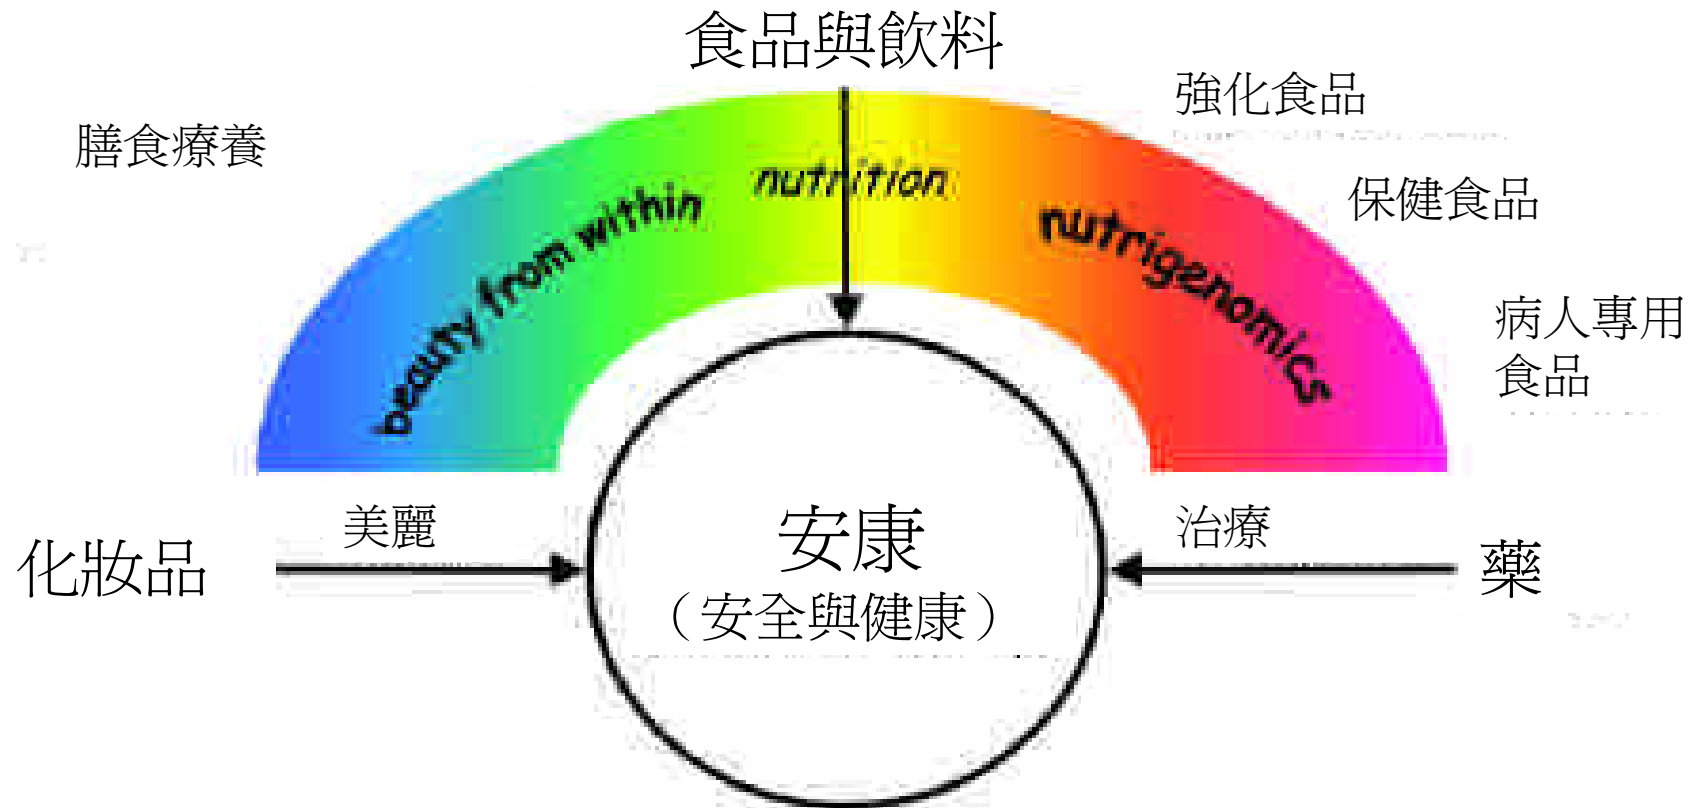 食品與飲料
強化食品
膳食療養
保健食品
nutrition
beauty from within
nutrigenomics
病人專用
食品
美麗
治療
化妝品
安康
藥
（安全與健康）